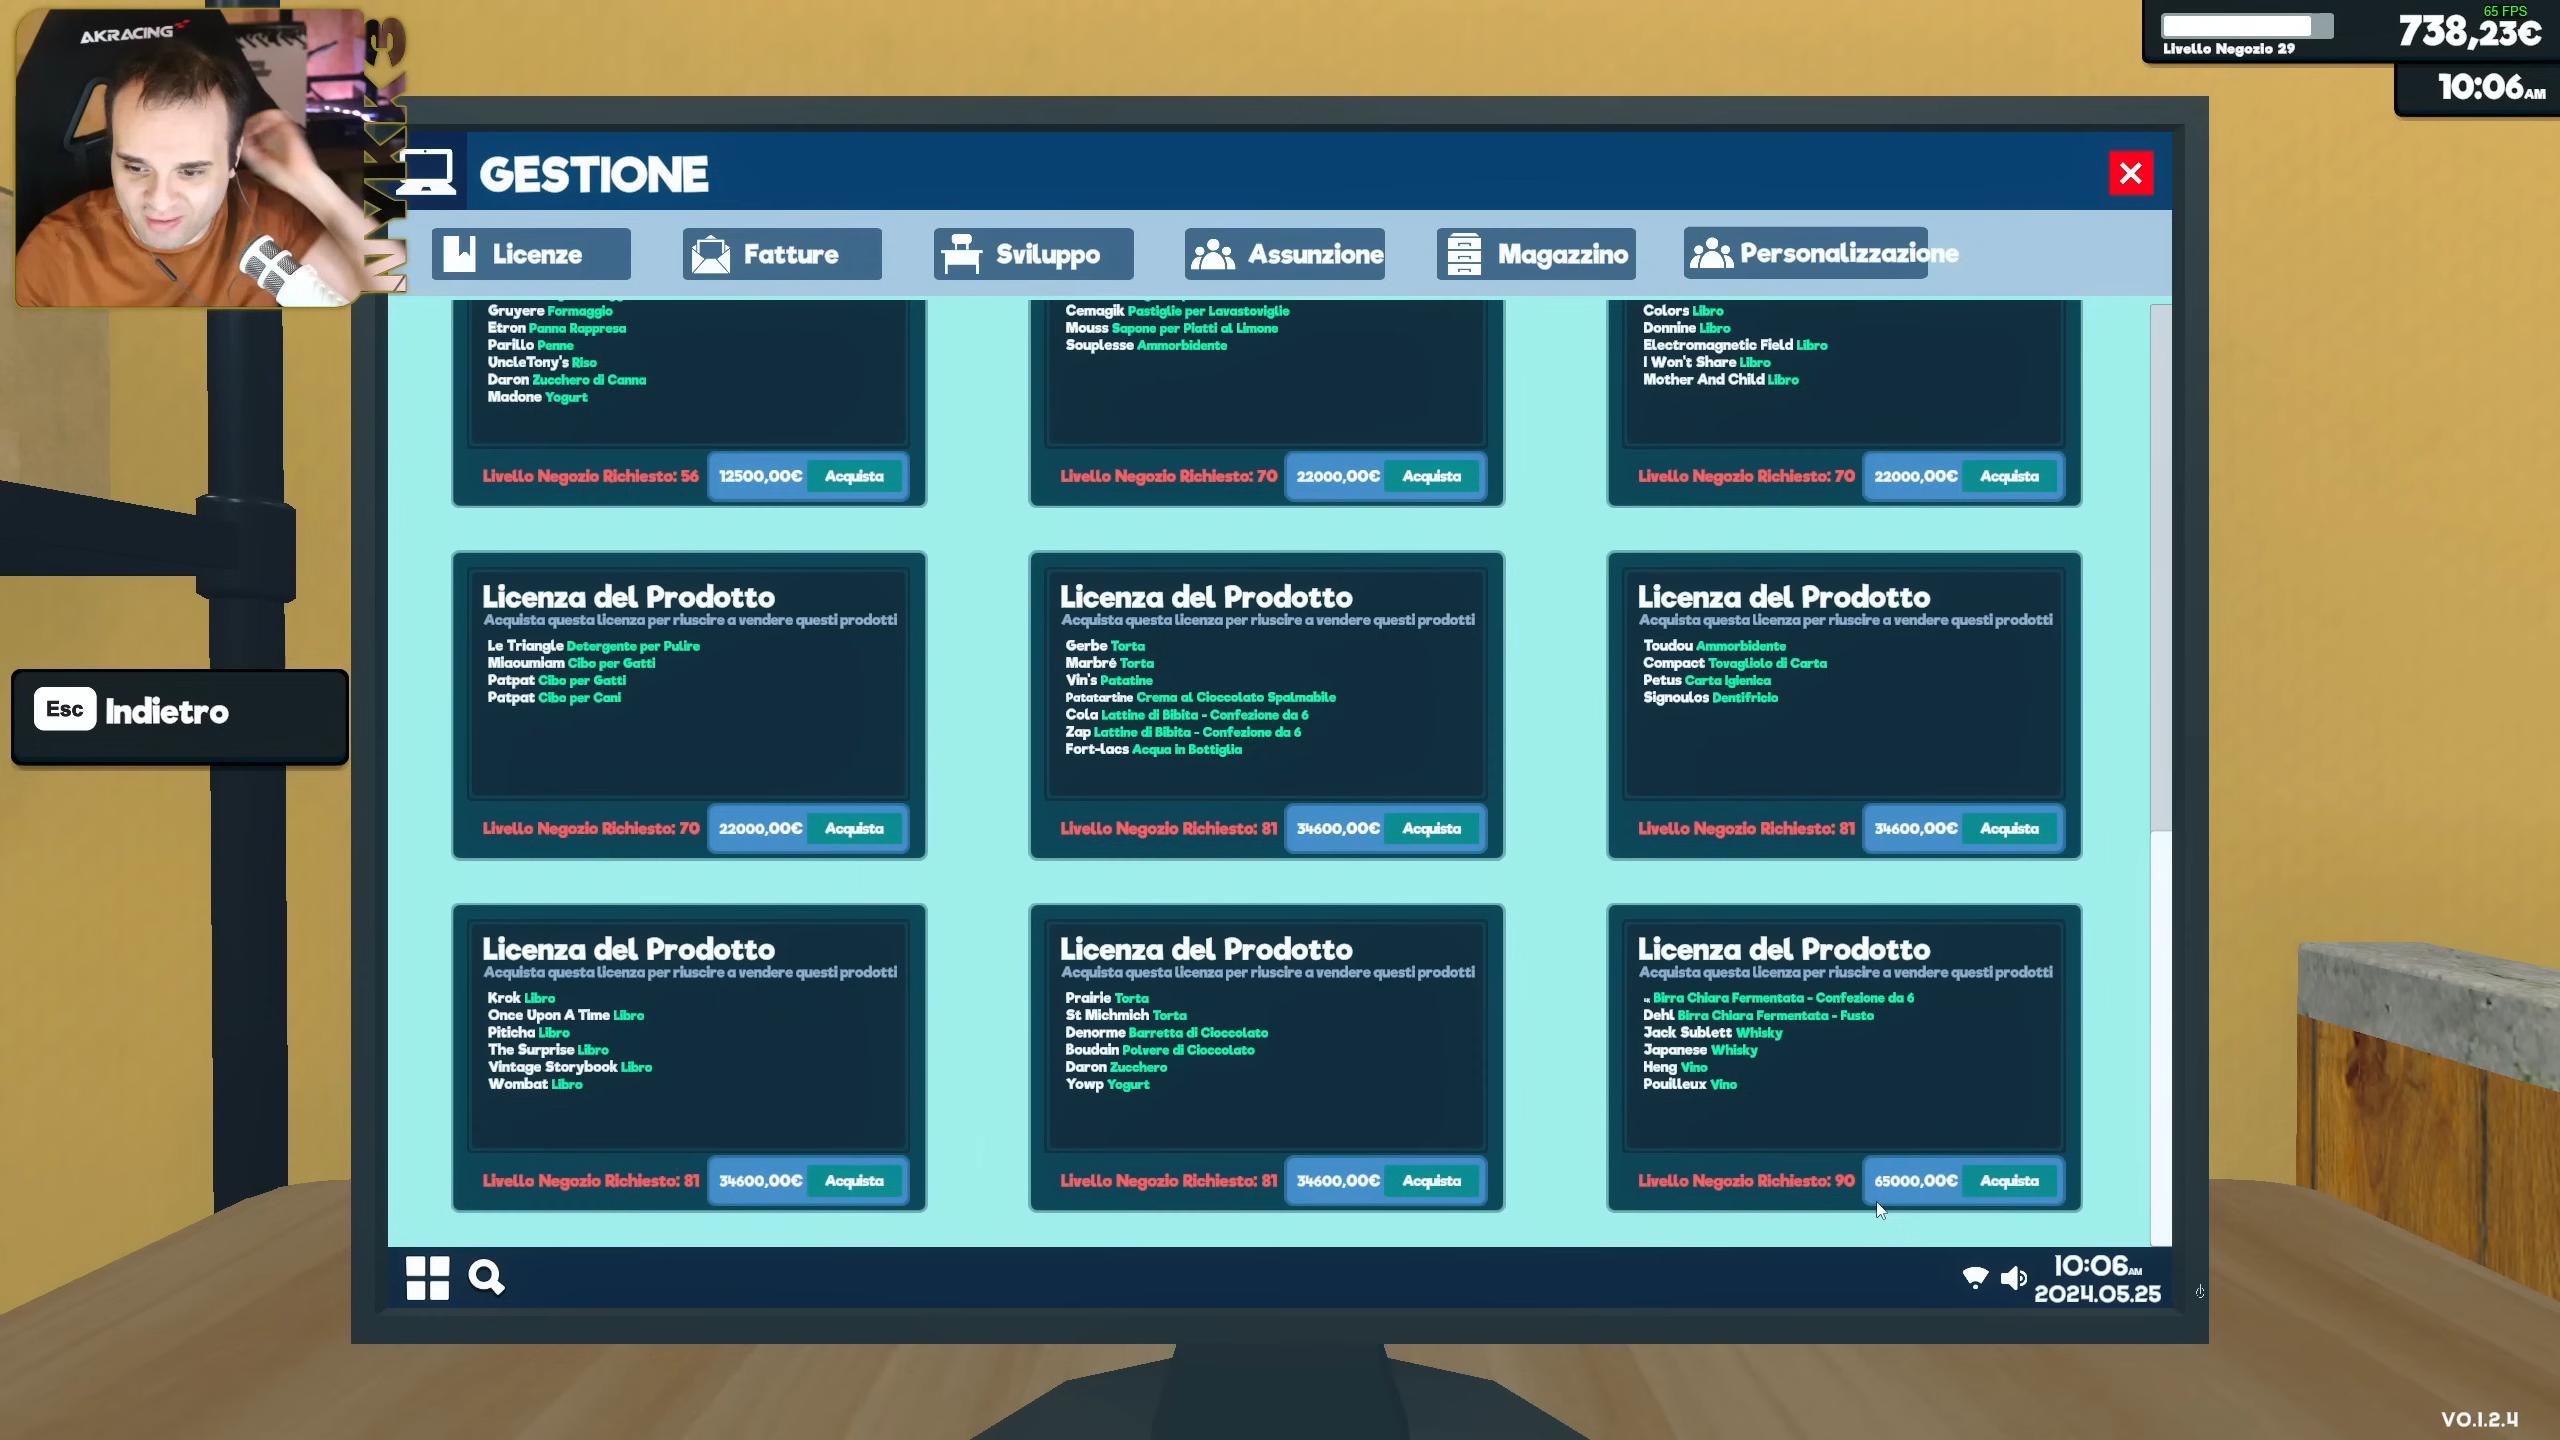 AKRACING
NYKK3
65 FPS
738,23€
Livello Negozio 29
10:06AM
GESTIONE
Licenze
Fatture
Sviluppo
Assunzione
Magazzino
Personalizzazione
Gruyere Formaggio
Etron Panna Rappresa
Parillo Penne
UncleTony's Riso
Daron Zucchero di Canna
Madone Yogurt
Livello Negozio Richiesto: 56
12500,00€
Acquista
Cemagik Pastiglie per Lavastoviglie
Mouss Sapone per Piatti al Limone
Souplesse Ammorbidente
Livello Negozio Richiesto: 70
22000,00€
Acquista
Colors Libro
Donnine Libro
Electromagnetic Field Libro
I Won't Share Libro
Mother And Child Libro
Livello Negozio Richiesto: 70
22000,00€
Acquista
Licenza del Prodotto
Acquista questa licenza per riuscire a vendere questi prodotti
Le Triangle Detergente per Pulire
Miaoumiam Cibo per Gatti
Patpat Cibo per Gatti
Patpat Cibo per Cani
Livello Negozio Richiesto: 70
22000,00€
Acquista
Licenza del Prodotto
Acquista questa licenza per riuscire a vendere questi prodotti
Gerbe Torta
Marbré Torta
Vin's Patatine
Patatartine Crema al Cioccolato Spalmabile
Cola Lattine di Bibita - Confezione da 6
Zap Lattine di Bibita - Confezione da 6
Fort-lacs Acqua in Bottiglia
Livello Negozio Richiesto: 81
34600,00€
Acquista
Licenza del Prodotto
Acquista questa licenza per riuscire a vendere questi prodotti
Toudou Ammorbidente
Compact Tovagliolo di Carta
Petus Carta Igienica
Signoulos Dentifricio
Livello Negozio Richiesto: 81
34600,00€
Acquista
Esc Indietro
Licenza del Prodotto
Acquista questa licenza per riuscire a vendere questi prodotti
Krok Libro
Once Upon A Time Libro
Piticha Libro
The Surprise Libro
Vintage Storybook Libro
Wombat Libro
Livello Negozio Richiesto: 81
34600,00€
Acquista
Licenza del Prodotto
Acquista questa licenza per riuscire a vendere questi prodotti
Prairie Torta
St Michmich Torta
Denorme Barretta di Cioccolato
Boudain Polvere di Cioccolato
Daron Zucchero
Yowp Yogurt
Livello Negozio Richiesto: 81
34600,00€
Acquista
Licenza del Prodotto
Acquista questa licenza per riuscire a vendere questi prodotti
Birra Chiara Fermentata - Confezione da 6
Dehl Birra Chiara Fermentata - Fusto
Jack Sublett Whisky
Japanese Whisky
Heng Vino
Pouilleux Vino
Livello Negozio Richiesto: 90
65000,00€
Acquista
10:06AM
2024.05.25
V0.1.2.4